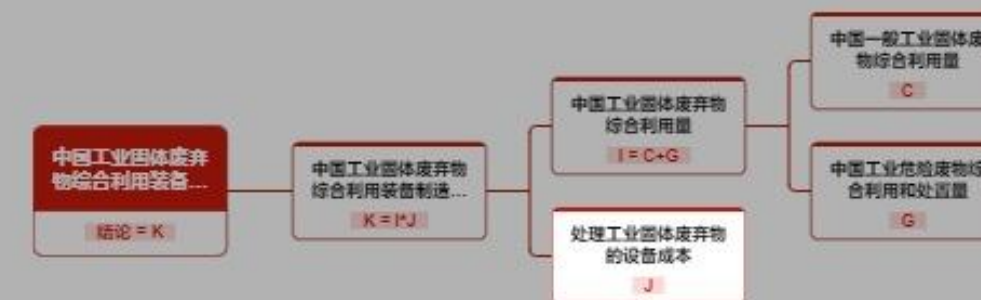 中国工业固体废弃
物综合利用装备...
结论 = K
中国工业固体废弃物
综合利用装备制造...
K = I*J
中国工业固体废弃物
综合利用量
I = C+G
处理工业固体废弃物
的设备成本
J
中国一般工业固体废
物综合利用量
C
中国工业危险废物综
合利用和处置量
G